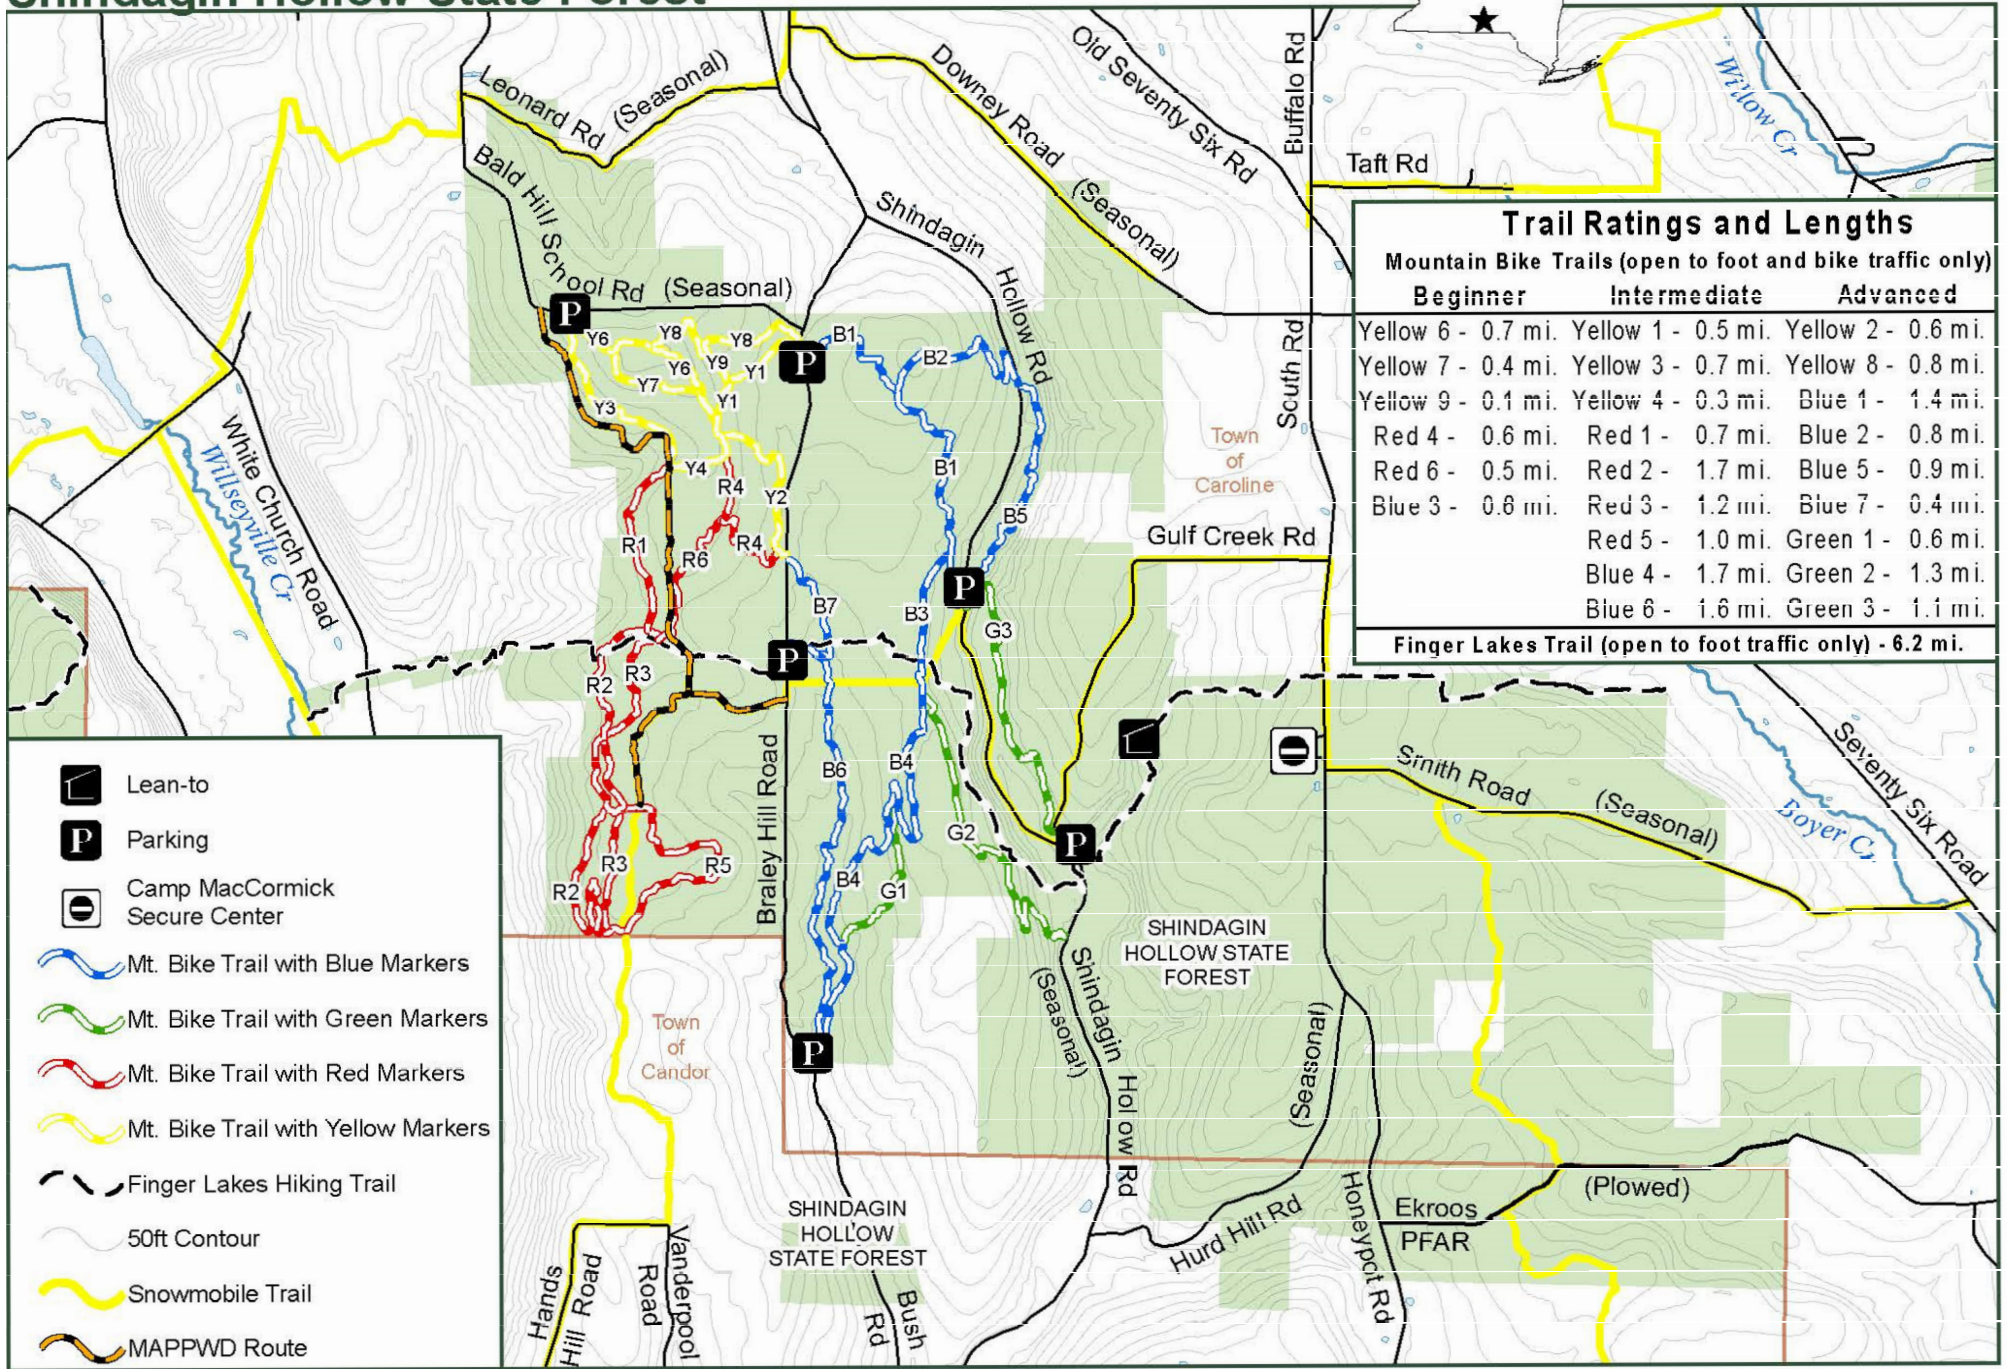 Shindagin Hollow State Forest
Leonard Rd
(Seasonal)
Downey Road
(Seasonal)
Old Seventy Six Rd
Buffalo Rd
Taft Rd
Willow Cr
Bald Hill School Rd (Seasonal)
Shindagin Hollow Rd
Trail Ratings and Lengths
Mountain Bike Trails (open to foot and bike traffic only)
Beginner Intermediate Advanced
Yellow 6 - 0.7 mi. Yellow 1 - 0.5 mi. Yellow 2 - 0.6 mi.
Yellow 7 - 0.4 mi. Yellow 3 - 0.7 mi. Yellow 8 - 0.8 mi.
Yellow 9 - 0.1 mi. Yellow 4 - 0.3 mi. Blue 1 - 1.4 mi.
Red 4 - 0.6 mi. Red 1 - 0.7 mi. Blue 2 - 0.8 mi.
Red 6 - 0.5 mi. Red 2 - 1.7 mi. Blue 5 - 0.9 mi.
Blue 3 - 0.6 mi. Red 3 - 1.2 mi. Blue 7 - 0.4 mi.
Red 5 - 1.0 mi. Green 1 - 0.6 mi.
Blue 4 - 1.7 mi. Green 2 - 1.3 mi.
Blue 6 - 1.6 mi. Green 3 - 1.1 mi.
Finger Lakes Trail (open to foot traffic only) - 6.2 mi.
P
P
Y6
Y8
Y8
Y6
Y9
Y1
Y7
Y1
Y3
Y4
Y2
B1
B2
B1
B5
R4
R4
R1
R6
South Rd
Town
of
Caroline
Gulf Creek Rd
White Church Road
Willseyville Cr
P
B7
B3
G3
P
R3
R2
B6
B4
G2
Braley Hill Road
R3
R5
R2
B4
G1
P
Smith Road
(Seasonal)
Seventy Six Road
Boyer Cr
SHINDAGIN
HOLLOW STATE
FOREST
Shindagin Hollow Rd
(Seasonal)
(Seasonal)
Town
of
Candor
P
Lean-to
P
Parking
Camp MacCormick
Secure Center
Mt. Bike Trail with Blue Markers
Mt. Bike Trail with Green Markers
Mt. Bike Trail with Red Markers
Mt. Bike Trail with Yellow Markers
Finger Lakes Hiking Trail
50ft Contour
Snowmobile Trail
MAPPWD Route
Hands
Hill Road
Vanderpool
Road
SHINDAGIN
HOLLOW
STATE FOREST
Bush
Rd
Hurd Hill Rd
Honeypot Rd
Ekroos
PFAR
(Plowed)